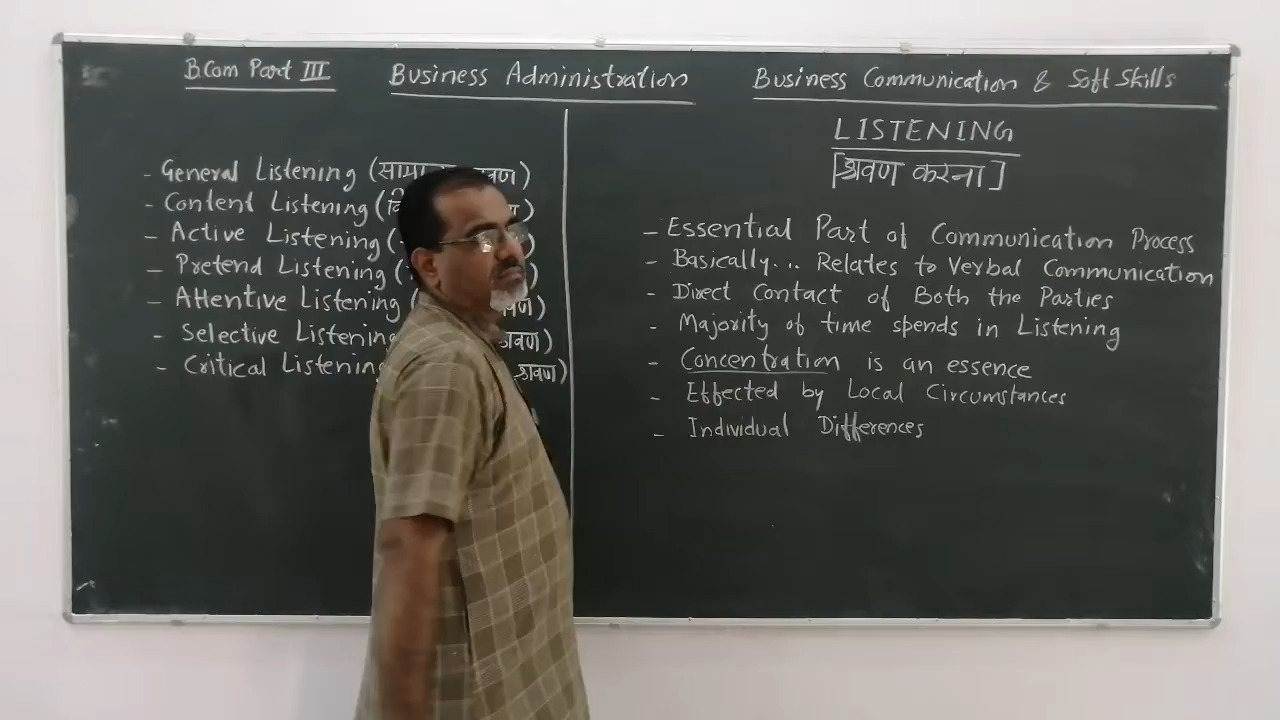 BCom Part III
Business Administration
Business Communication & Soft Skills
- General Listening (
- Content Listening (
- Active Listening (
- Pretend Listening (
- Attentive Listening (
- Selective Listening
- Critical Listening श्रवण)
LISTENING
[श्रवण करना]
- Essential Part of Communication Process
- Basically... Relates to Verbal Communication
- Direct Contact of Both the Parties
- Majority of time spends in Listening
- Concentration is an essence
- Effected by Local Circumstances
- Individual Differences